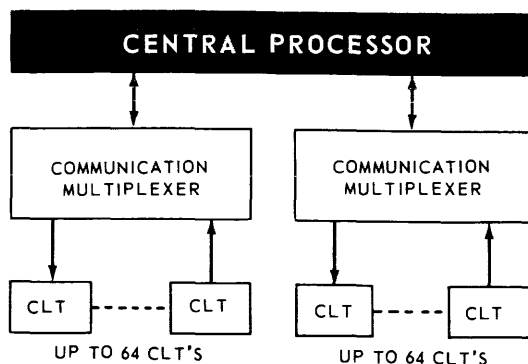 CENTRAL PROCESSOR
COMMUNICATION
MULTIPLEXER
COMMUNICATION
MULTIPLEXER
CLT
CLT
CLT
CLT
UP TO 64 CLT'S
UP TO 64 CLT'S